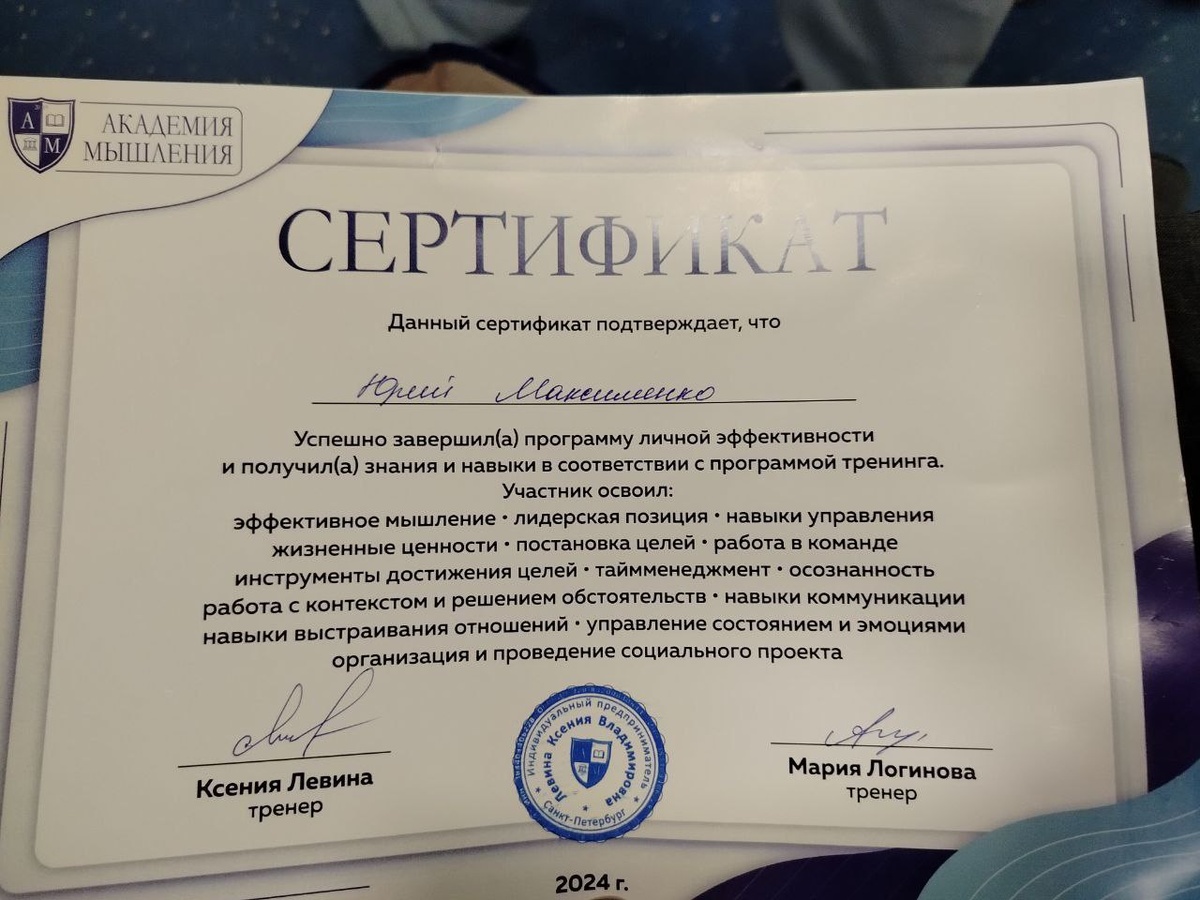 АКАДЕМИЯ
МЫШЛЕНИЯ
А
М
СЕРТИФИКАТ
Данный сертификат подтверждает, что
Юрий Максименко
Успешно завершил(а) программу личной эффективности
и получил(а) знания и навыки в соответствии с программой тренинга.
Участник освоил:
эффективное мышление • лидерская позиция • навыки управления
жизненные ценности • постановка целей • работа в команде
инструменты достижения целей • таймменеджмент • осознанность
работа с контекстом и решением обстоятельств • навыки коммуникации
навыки выстраивания отношений • управление состоянием и эмоциями
организация и проведение социального проекта
Ксения Левина
тренер
Индивидуальный предприниматель
Левина Ксения Владимировна
Санкт-Петербург
Мария Логинова
тренер
2024 г.